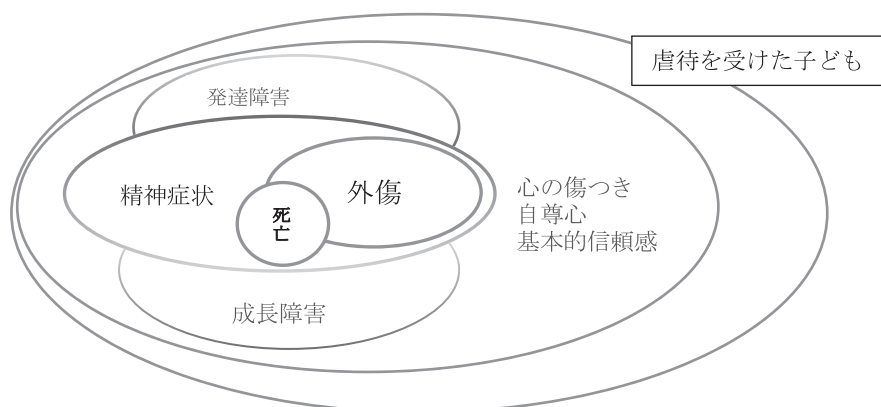 虐待を受けた子ども
発達障害
精神症状
外傷
死亡
心の傷つき
自尊心
基本的信頼感
成長障害